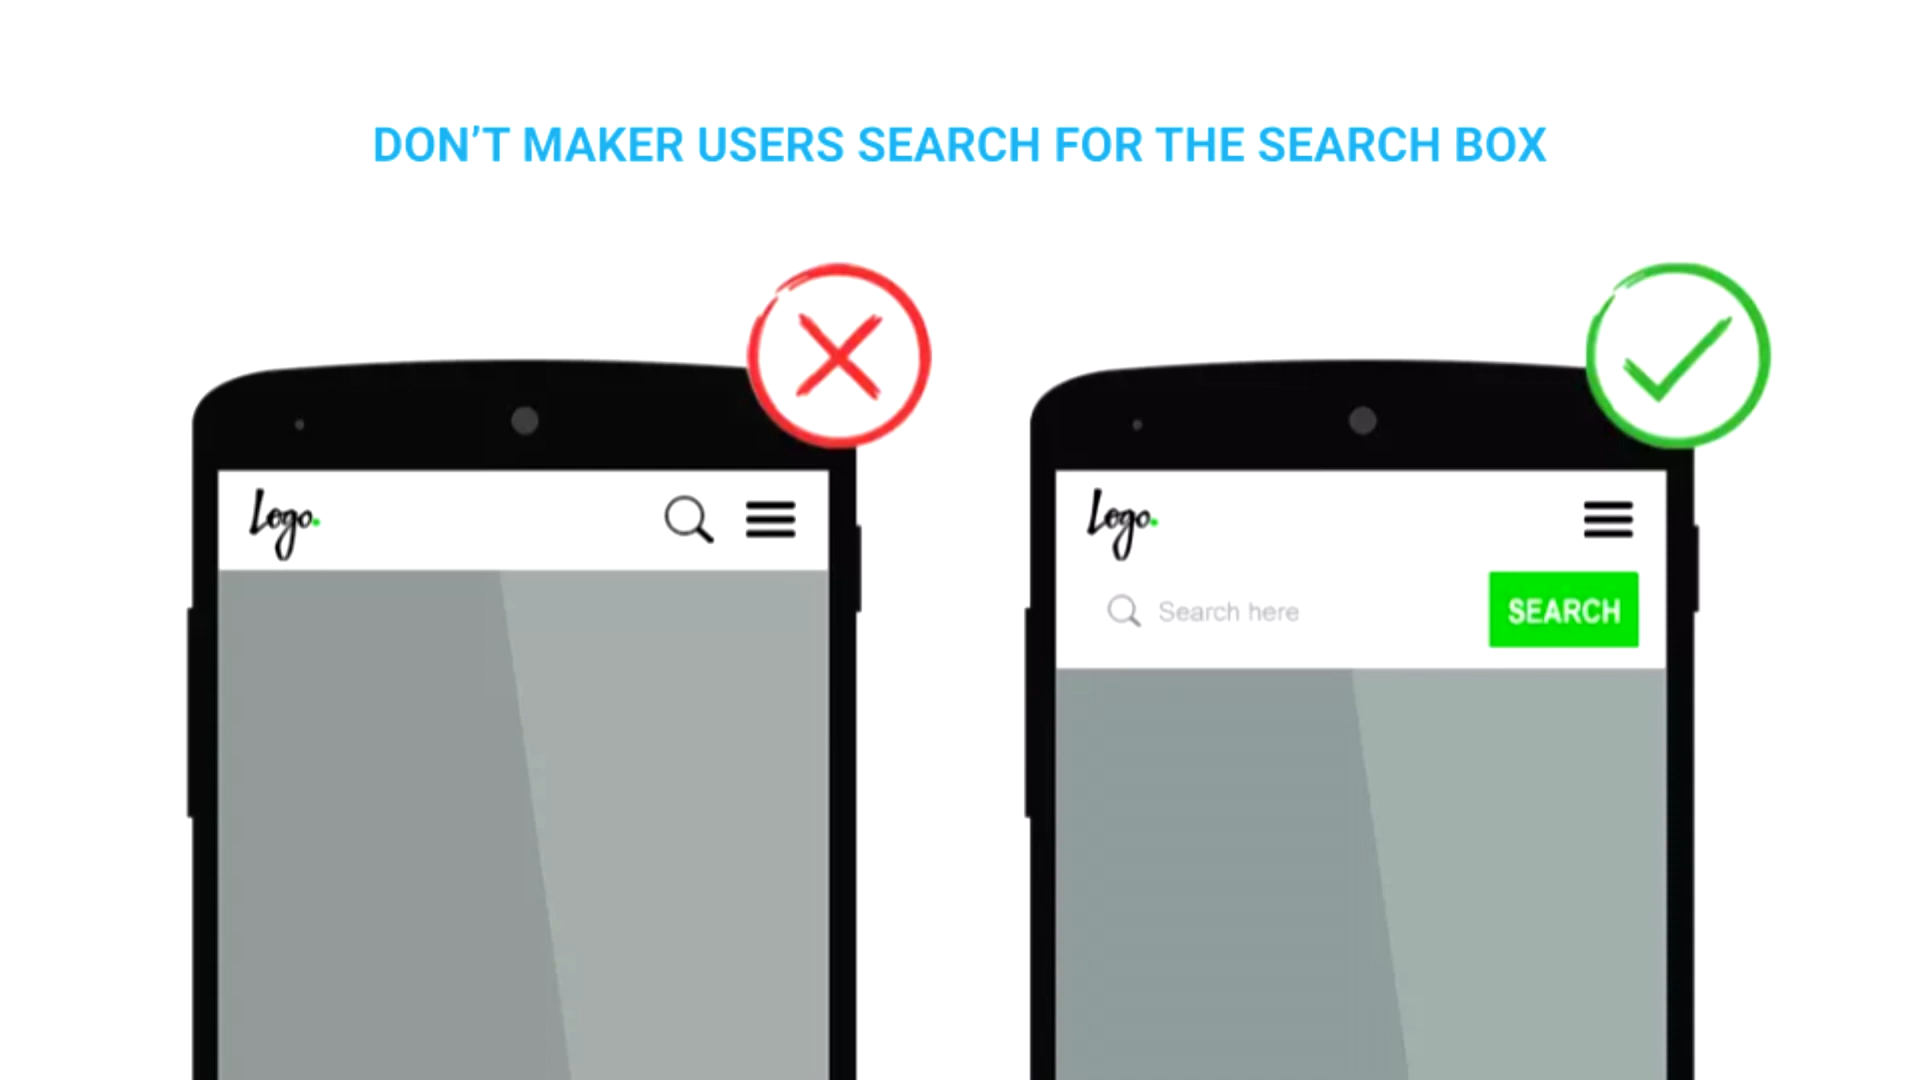 DON'T MAKER USERS SEARCH FOR THE SEARCH BOX
Logo.
Logo.
Search here
SEARCH